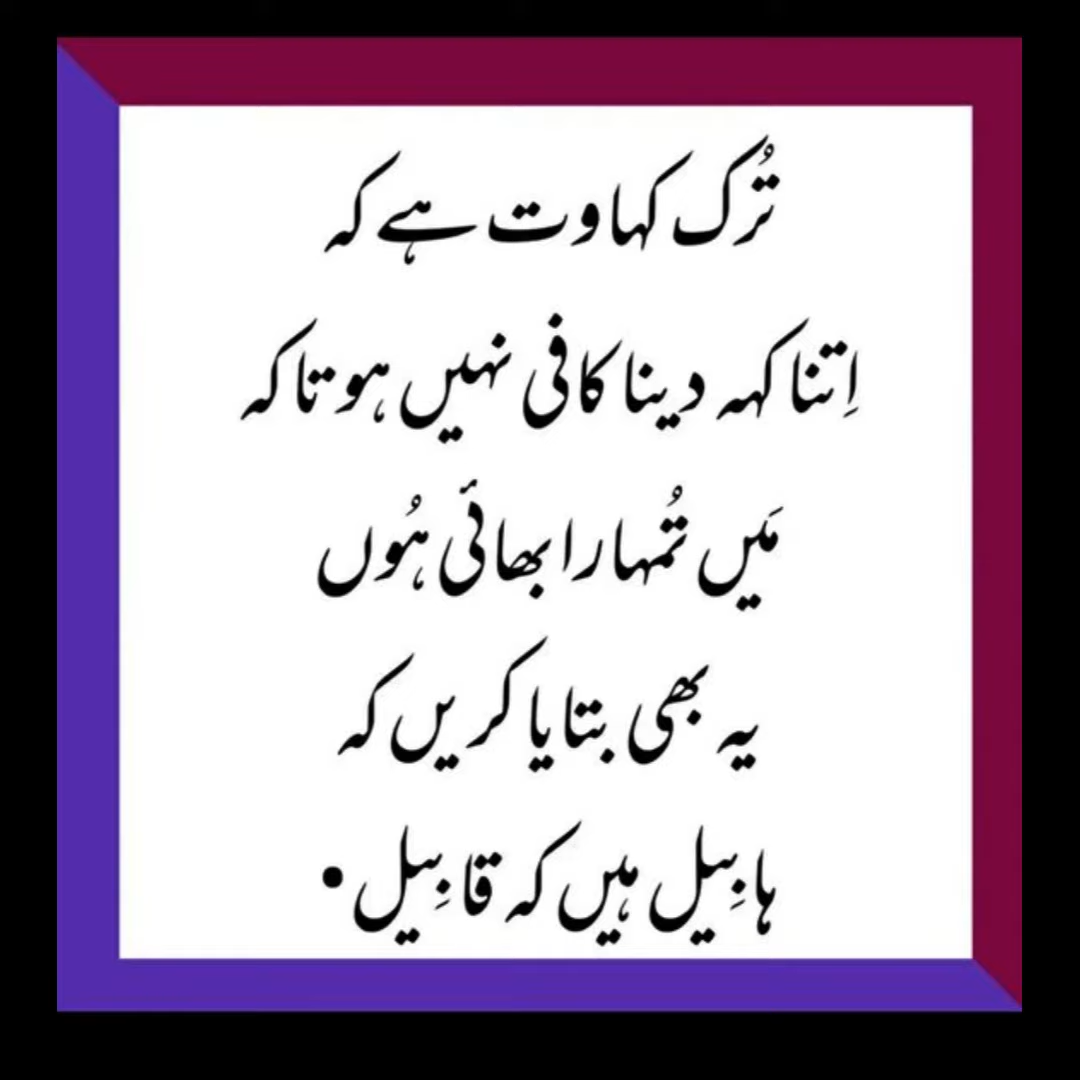 تُرک کہاوت ہے کہ
اِتنا کہہ دینا کافی نہیں ہوتا کہ
مَیں تُمہارا بھائی ہُوں
یہ بھی بتایا کریں کہ
ہابِیل ہیں کہ قابِیل•